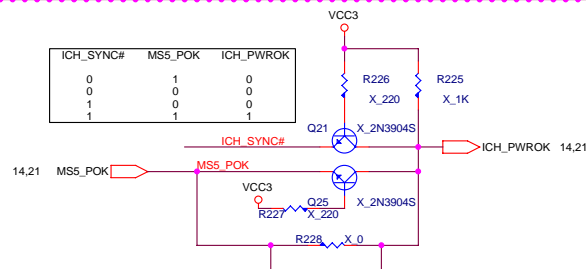 VCC3
ICH_SYNC# MS5_POK ICH_PWROK
0 1 0
0 0 0
1 0 0
1 1 1
R226 R225
X_220 X_1K
Q21 X_2N3904S
ICH_SYNC#
ICH_PWROK 14,21
14,21 MS5_POK MS5_POK
VCC3
Q25 X_2N3904S
R227 X_220
R228 X_0